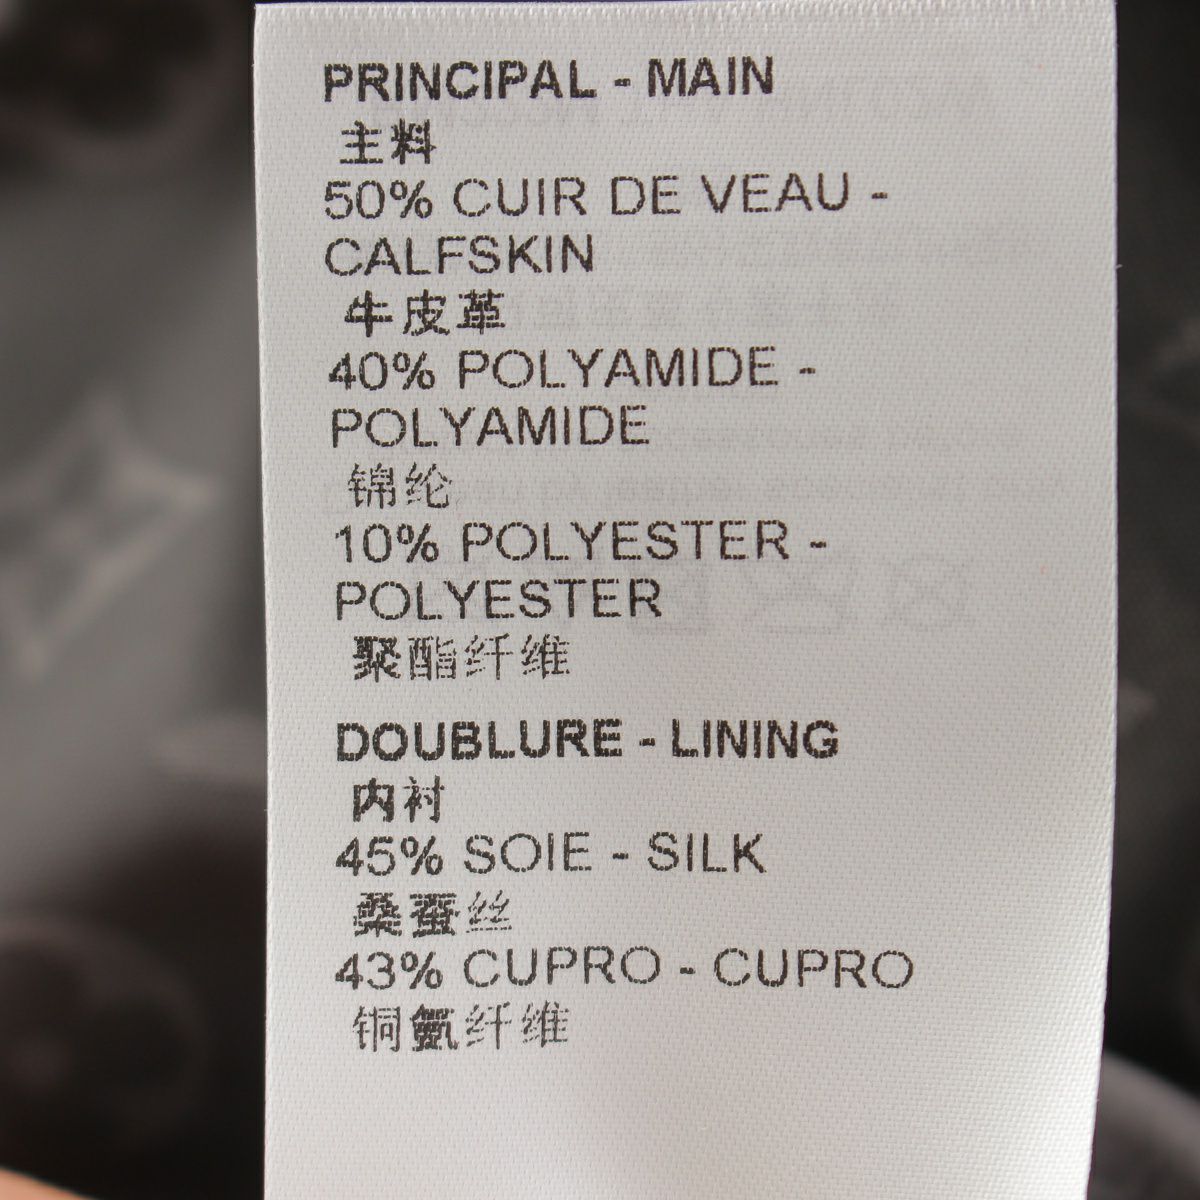 PRINCIPAL - MAIN
主料
50% CUIR DE VEAU -
CALFSKIN
牛皮革
40% POLYAMIDE -
POLYAMIDE
锦纶
10% POLYESTER -
POLYESTER
聚酯纤维
DOUBLURE - LINING
内衬
45% SOIE - SILK
桑蚕丝
43% CUPRO - CUPRO
铜氨纤维